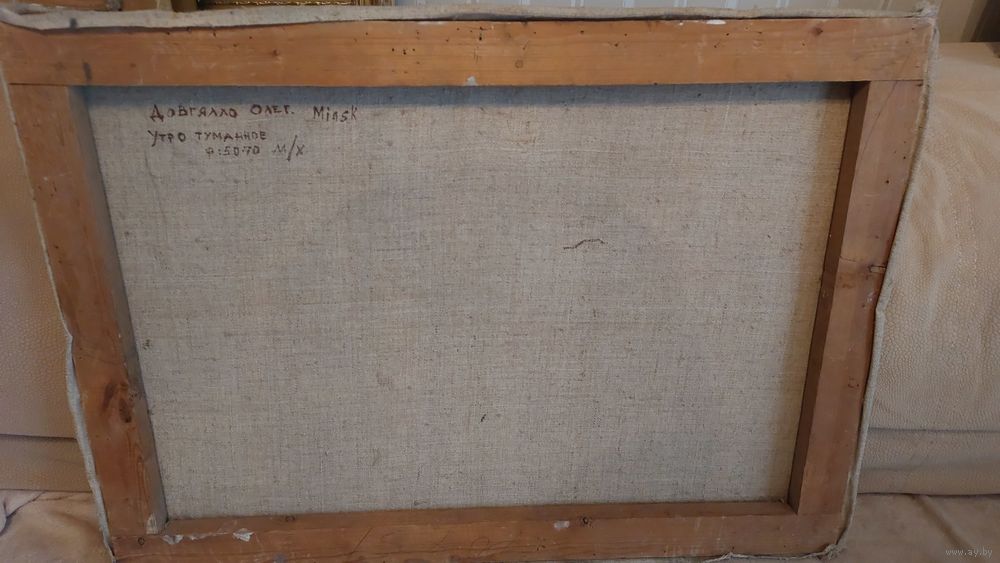 Довгялло Олег. Minsk
Утро туманное
Ф:50·70 М/Х
www.ay.by